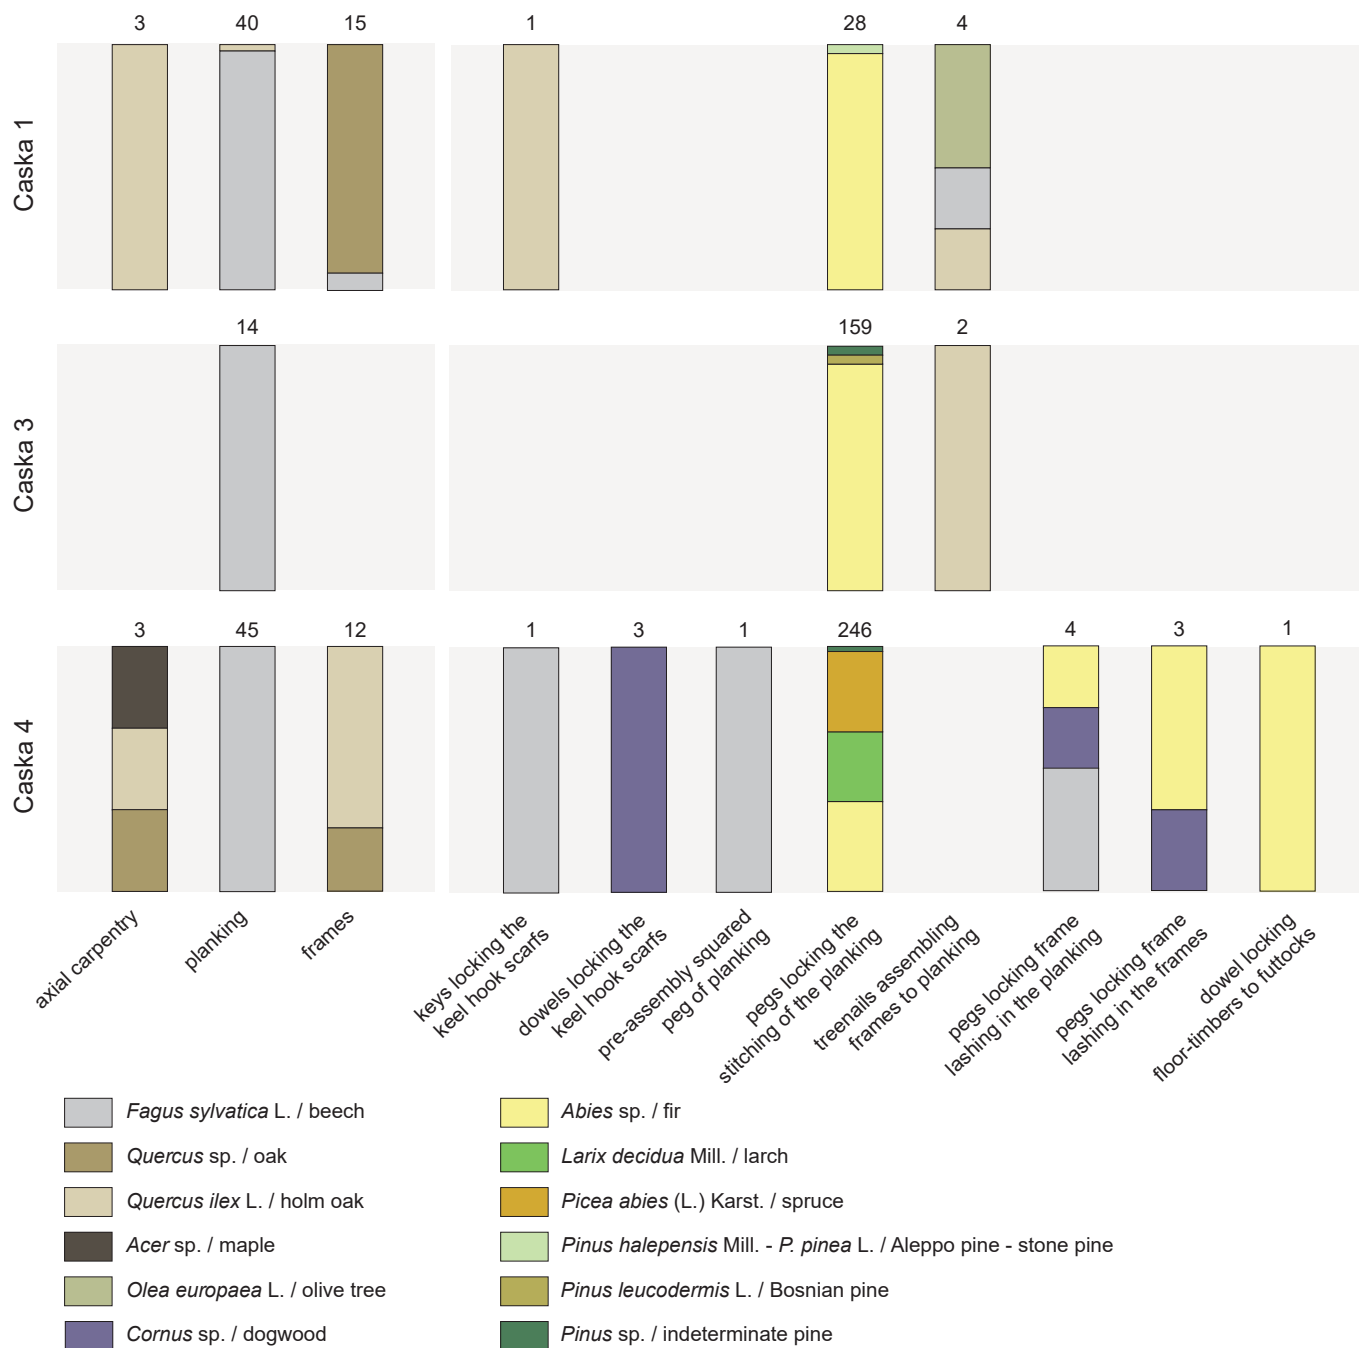 3 40 15 1 28 4
Caska 1
14 159 2
Caska 3
3 45 12 1 3 1 246 4 3 1
Caska 4
axial carpentry
planking
frames
keys locking the
keel hook scarfs
dowels locking the
keel hook scarfs
pre-assembly squared
peg of planking
pegs locking the
stitching of the planking
treenails assembling
frames to planking
pegs locking frame
lashing in the planking
pegs locking frame
lashing in the frames
dowel locking
floor-timbers to futtocks
Fagus sylvatica L. / beech
Quercus sp. / oak
Quercus ilex L. / holm oak
Acer sp. / maple
Olea europaea L. / olive tree
Cornus sp. / dogwood
Abies sp. / fir
Larix decidua Mill. / larch
Picea abies (L.) Karst. / spruce
Pinus halepensis Mill. - P. pinea L. / Aleppo pine - stone pine
Pinus leucodermis L. / Bosnian pine
Pinus sp. / indeterminate pine